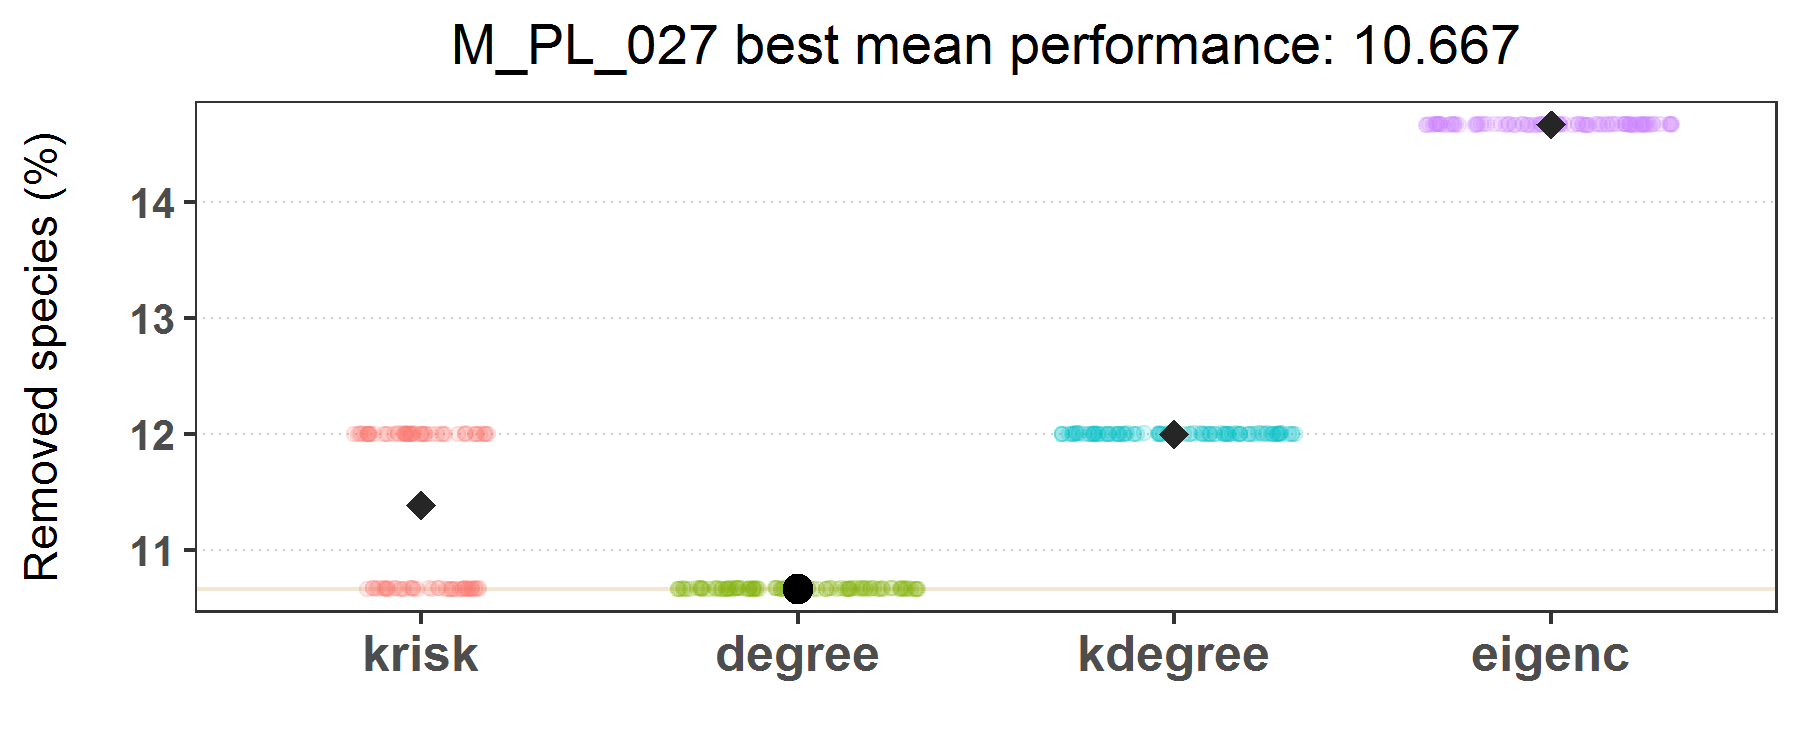 M_PL_027 best mean performance: 10.667
Removed species (%)
14
13
12
11
krisk degree kdegree eigenc